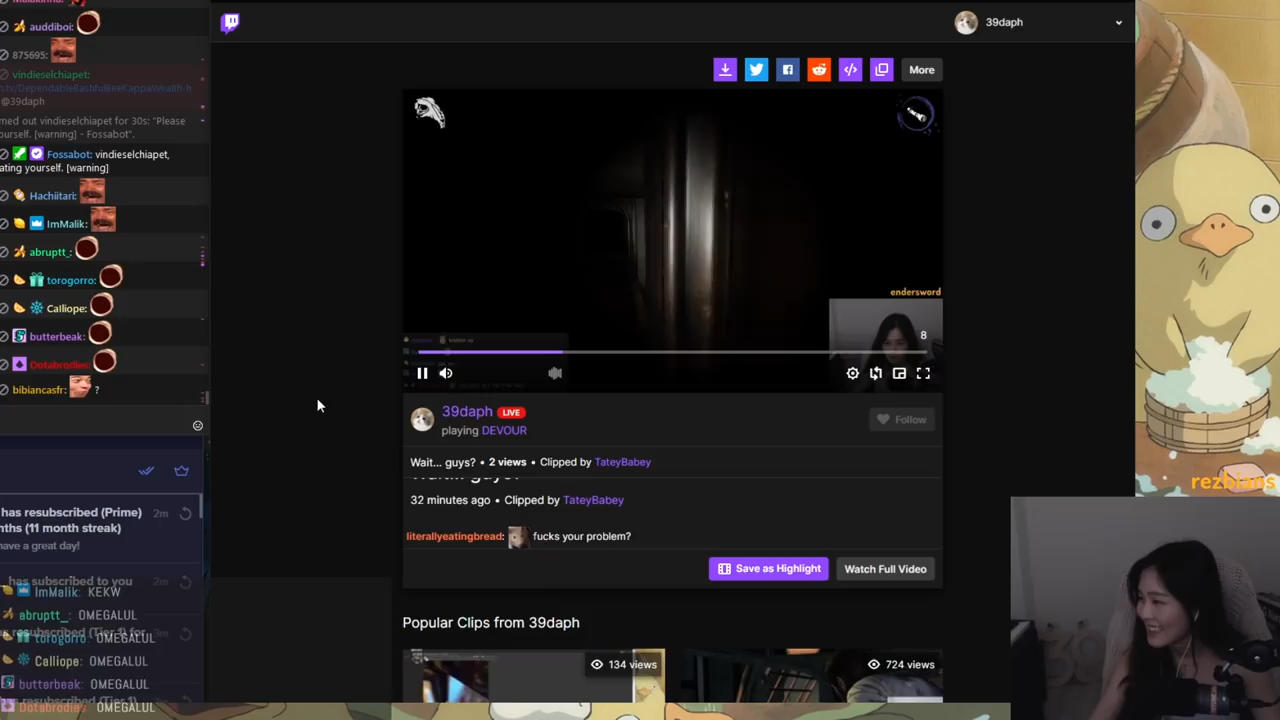 auddiboi:
875695:
vindieselchiapet:
@39daph
med out vindieselchiapet for 30s: "Please
yourself. [warning] - Fossabot".
Fossabot: vindieselchiapet,
ating yourself. [warning]
Hachiitari:
ImMalik:
abruptt_:
torogorro:
Calliope:
butterbeak:
Dotabrodies:
bibiancasfr: ?
has resubscribed (Prime) 2m
nths (11 month streak)
have a great day!
has subscribed to you 2m
ImMalik: KEKW
abruptt_: OMEGALUL
torogorro: OMEGALUL
Calliope: OMEGALUL
butterbeak: OMEGALUL
Dotabrodies: OMEGALUL
39daph
More
endersword
8
39daph LIVE
playing DEVOUR
Follow
Wait... guys? • 2 views • Clipped by TateyBabey
32 minutes ago • Clipped by TateyBabey
literallyeatingbread: fucks your problem?
Save as Highlight
Watch Full Video
Popular Clips from 39daph
134 views
724 views
rezbians